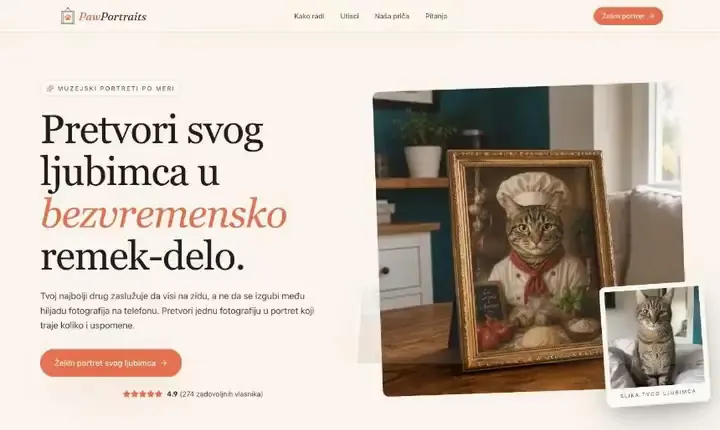 PawPortraits
Kako radi
Utisci
Naša priča
Pitanja
Želim portret →
MUZEJSKI PORTRETI PO MERI
Pretvori svog
ljubimca u
bezvremensko
remek-delo.
Tvoj najbolji drug zaslužuje da visi na zidu, a ne da se izgubi među
hiljadu fotografija na telefonu. Pretvori jednu fotografiju u portret koji
traje koliko i uspomene.
Želim portret svog ljubimca →
★★★★★ 4.9 (274 zadovoljnih vlasnika)
SLIKA TVOG LJUBIMCA